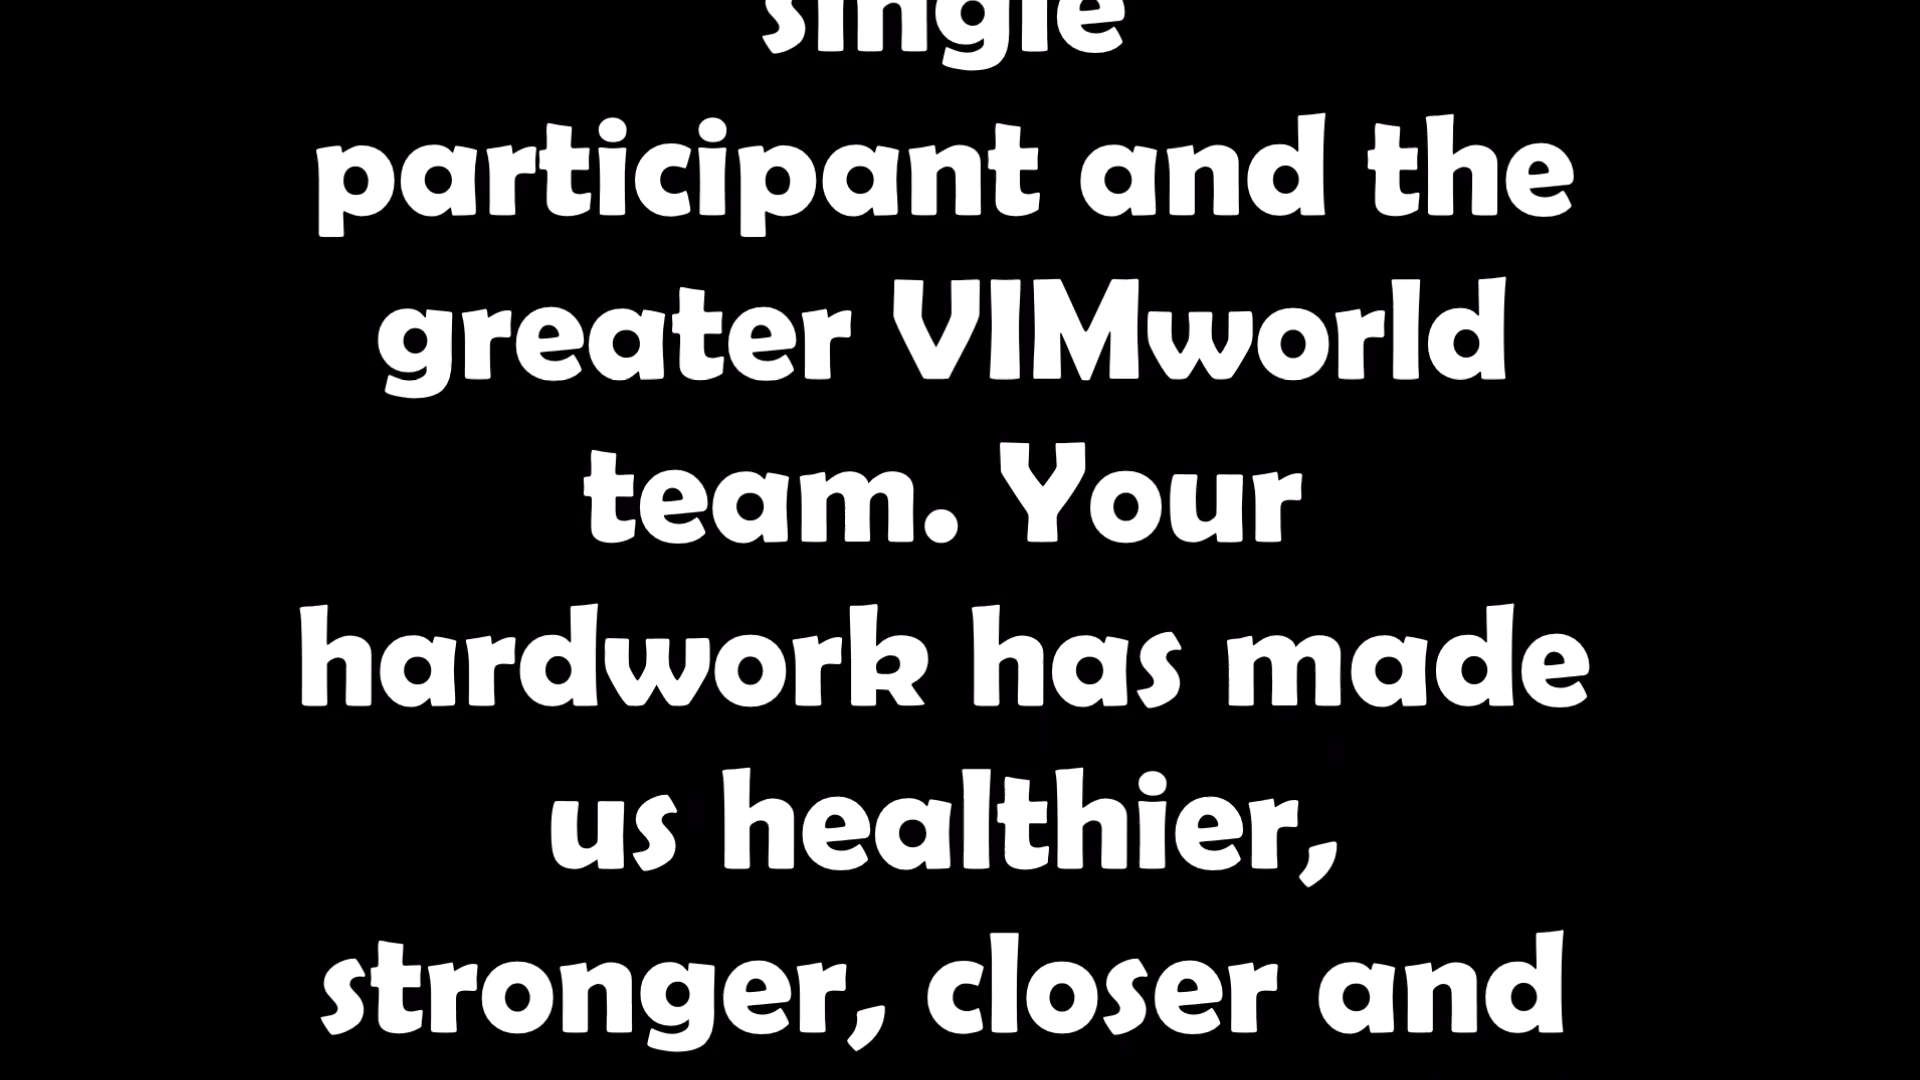 single
participant and the
greater VIMworld
team. Your
hardwork has made
us healthier,
stronger, closer and